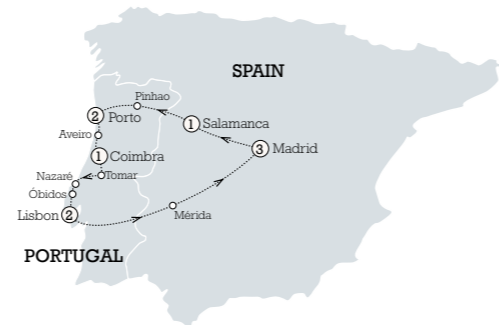 SPAIN
Pinhao
2 Porto
1 Salamanca
Aveiro
3 Madrid
1 Coimbra
Tomar
Nazaré
Óbidos
Lisbon 2
Mérida
PORTUGAL